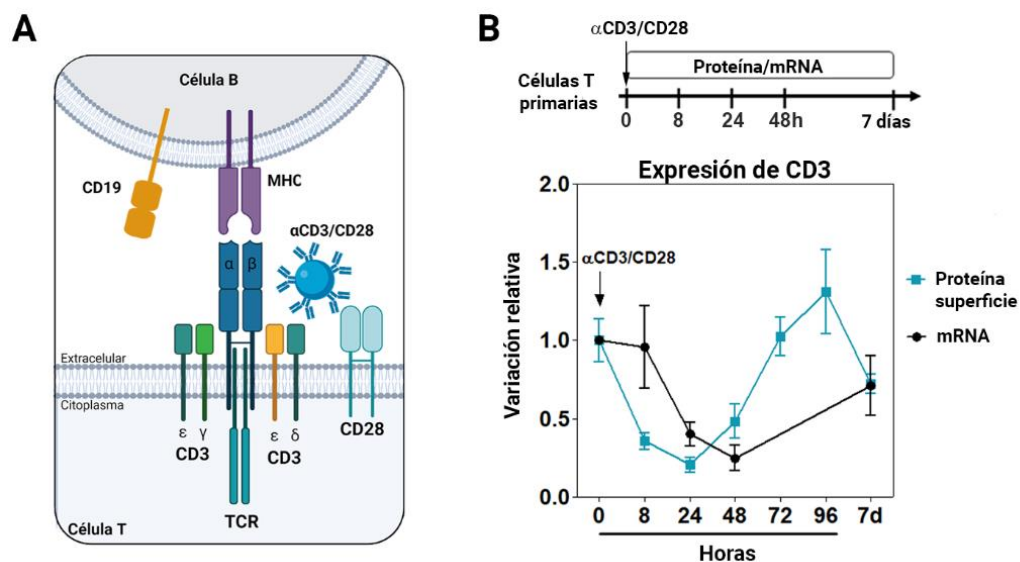 A
Célula B
CD19
MHC
αCD3/CD28
α
β
Extracelular
Citoplasma
ε
γ
ε
δ
CD3
CD3
CD28
TCR
Célula T
B
αCD3/CD28
Proteína/mRNA
Células T
primarias
0
8
24
48h
7 días
Expresión de CD3
Variación relativa
2.0
1.5
1.0
0.5
0.0
αCD3/CD28
0
8
24
48
72
96
7d
Horas
Proteína
superficie
mRNA